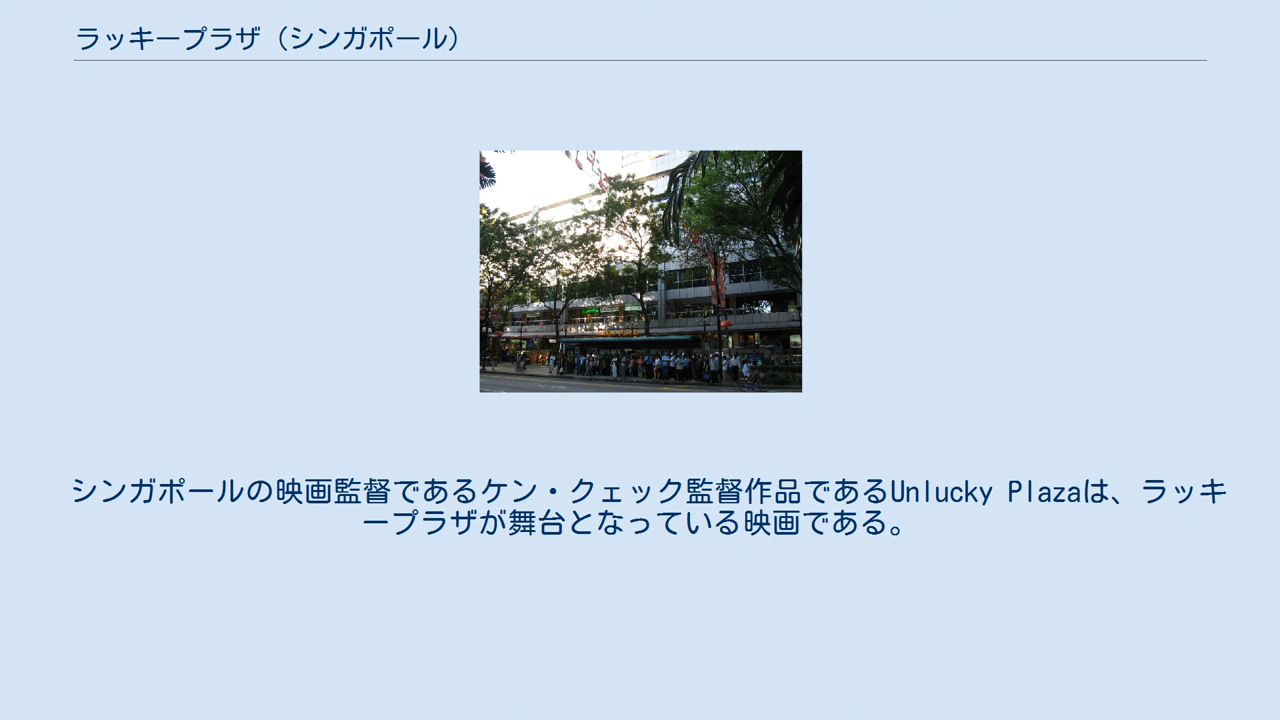 ラッキープラザ（シンガポール）
シンガポールの映画監督であるケン・クェック監督作品であるUnlucky Plazaは、ラッキ
ープラザが舞台となっている映画である。